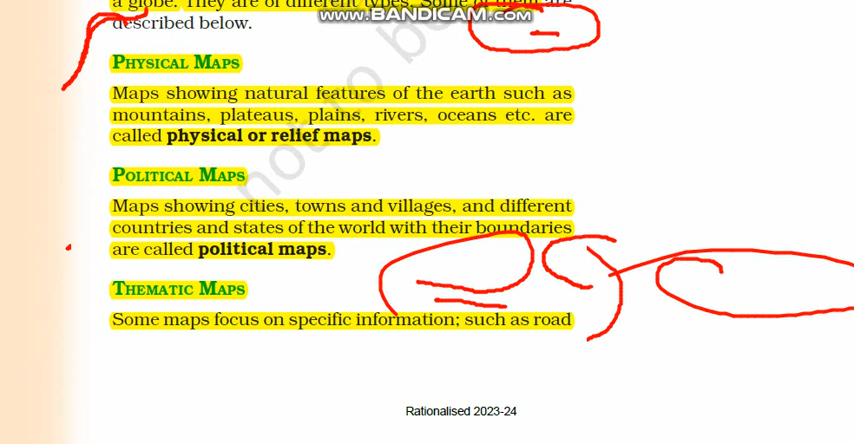 a globe. They are of different types. Some of them are
www.BANDICAM.com
described below.
PHYSICAL MAPS
Maps showing natural features of the earth such as
mountains, plateaus, plains, rivers, oceans etc. are
called physical or relief maps.
POLITICAL MAPS
Maps showing cities, towns and villages, and different
countries and states of the world with their boundaries
are called political maps.
THEMATIC MAPS
Some maps focus on specific information; such as road
not to be
Rationalised 2023-24